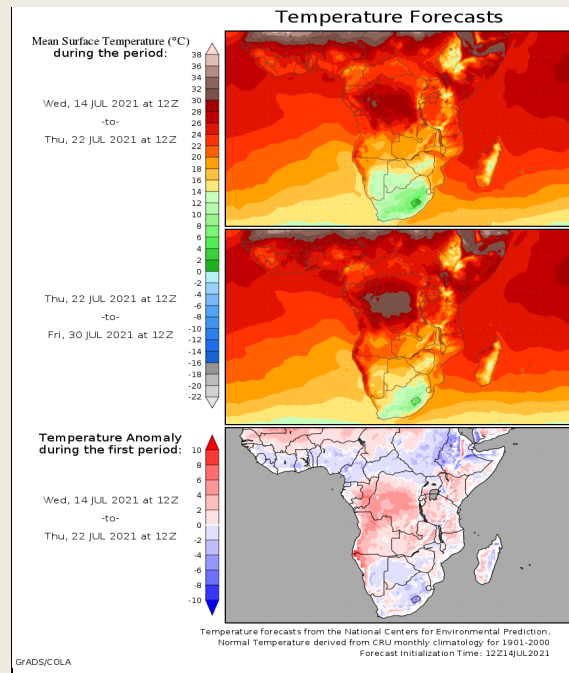 Temperature Forecasts
Mean Surface Temperature (°C)
during the period:
Wed, 14 JUL 2021 at 12Z
-to-
Thu, 22 JUL 2021 at 12Z
38
36
34
32
30
28
26
24
22
20
18
16
14
12
10
8
6
4
2
0
-2
-4
-6
-8
-10
-12
-14
-16
-18
-20
-22
Thu, 22 JUL 2021 at 12Z
-to-
Fri, 30 JUL 2021 at 12Z
Temperature Anomaly
during the first period:
Wed, 14 JUL 2021 at 12Z
-to-
Thu, 22 JUL 2021 at 12Z
10
8
6
4
2
0
-2
-4
-6
-8
-10
Temperature forecasts from the National Centers for Environmental Prediction.
Normal Temperature derived from CRU monthly climatology for 1901-2000
Forecast Initialization Time: 12Z14JUL2021
GrADS/COLA